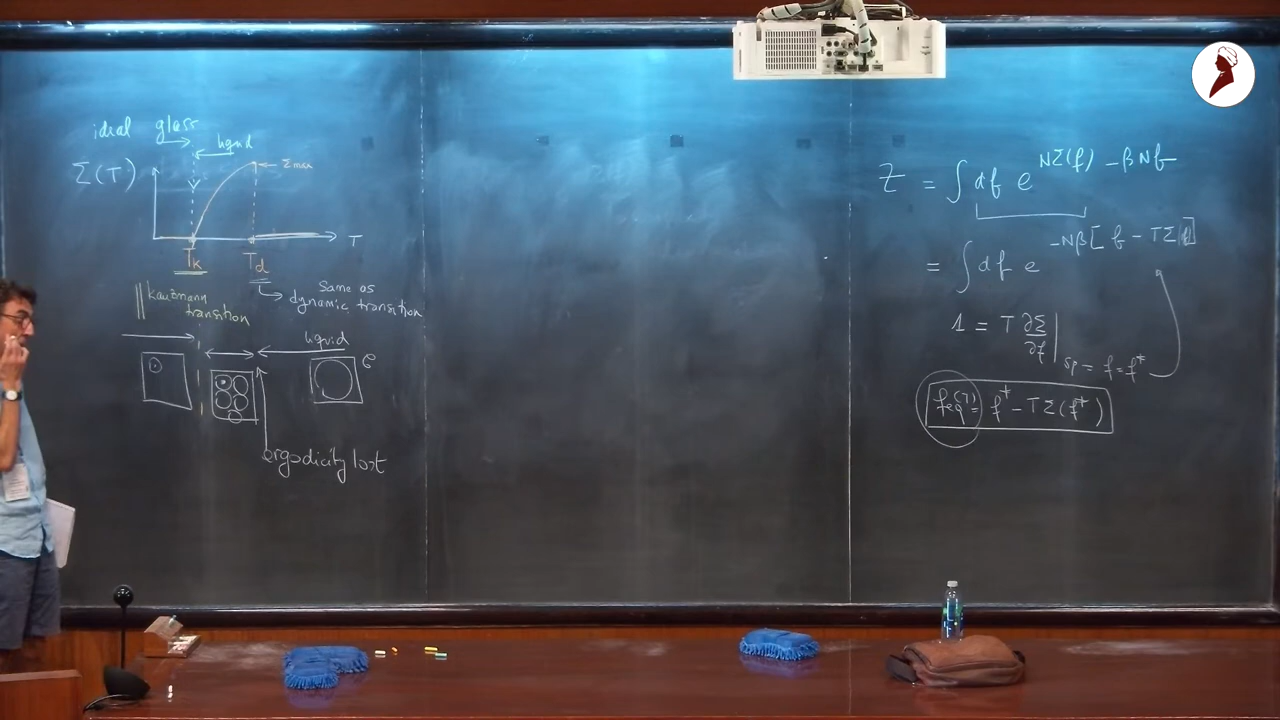 ideal glass
liquid
Σ(T)
Σmax
T
TK
Td
Kauzmann
transition
Same as
dynamic transition
liquid
ergodicity lost
Z = ∫ df e^{NΣ(f) - βNf}
= ∫ df e^{-Nβ[f - TΣ(f)]}
1 = T ∂Σ/∂f |sp = f = f*
feq(T) = f* - TΣ(f*)